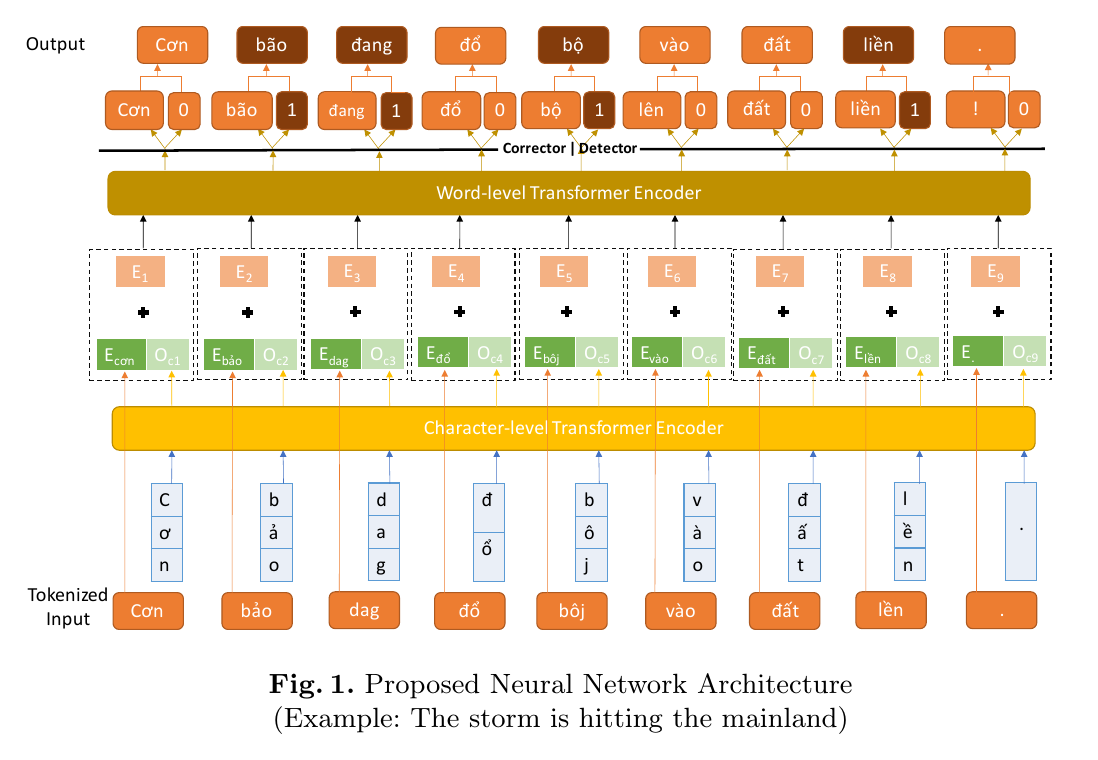 Output
Cơn bão đang đổ bộ vào đất liền .
Cơn 0 bão 1 đang 1 đổ 0 bộ 1 lên 0 đất 0 liền 1 ! 0
Corrector | Detector
Word-level Transformer Encoder
E1 E2 E3 E4 E5 E6 E7 E8 E9
+ + + + + + + + +
Ecơn Oc1 Ebảo Oc2 Edag Oc3 Eđổ Oc4 Ebôj Oc5 Evào Oc6 Eđất Oc7 Elền Oc8 E. Oc9
Character-level Transformer Encoder
C b d đ b v đ l .
ơ ả a ổ ô à ấ ề
n o g j o t n
Tokenized
Input
Cơn bảo dag đổ bôj vào đất lền .
Fig. 1. Proposed Neural Network Architecture
(Example: The storm is hitting the mainland)